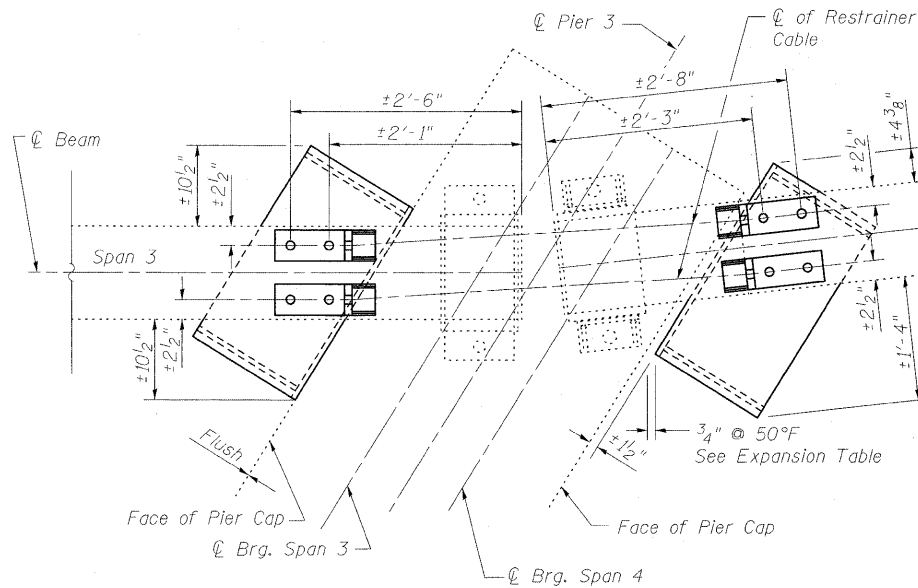 ℄ Pier 3
℄ of Restrainer
Cable
±2'-8"
±2'-6"
±2'-3"
±2'-1"
±4 3/8"
±2 1/2"
℄ Beam
±10 1/2"
±2 1/2"
Span 3
±10 1/2"
±2 1/2"
±2 1/2"
±1'-4"
Flush
±1 1/2"
3/4" @ 50°F
See Expansion Table
Face of Pier Cap
℄ Brg. Span 3
Face of Pier Cap
℄ Brg. Span 4